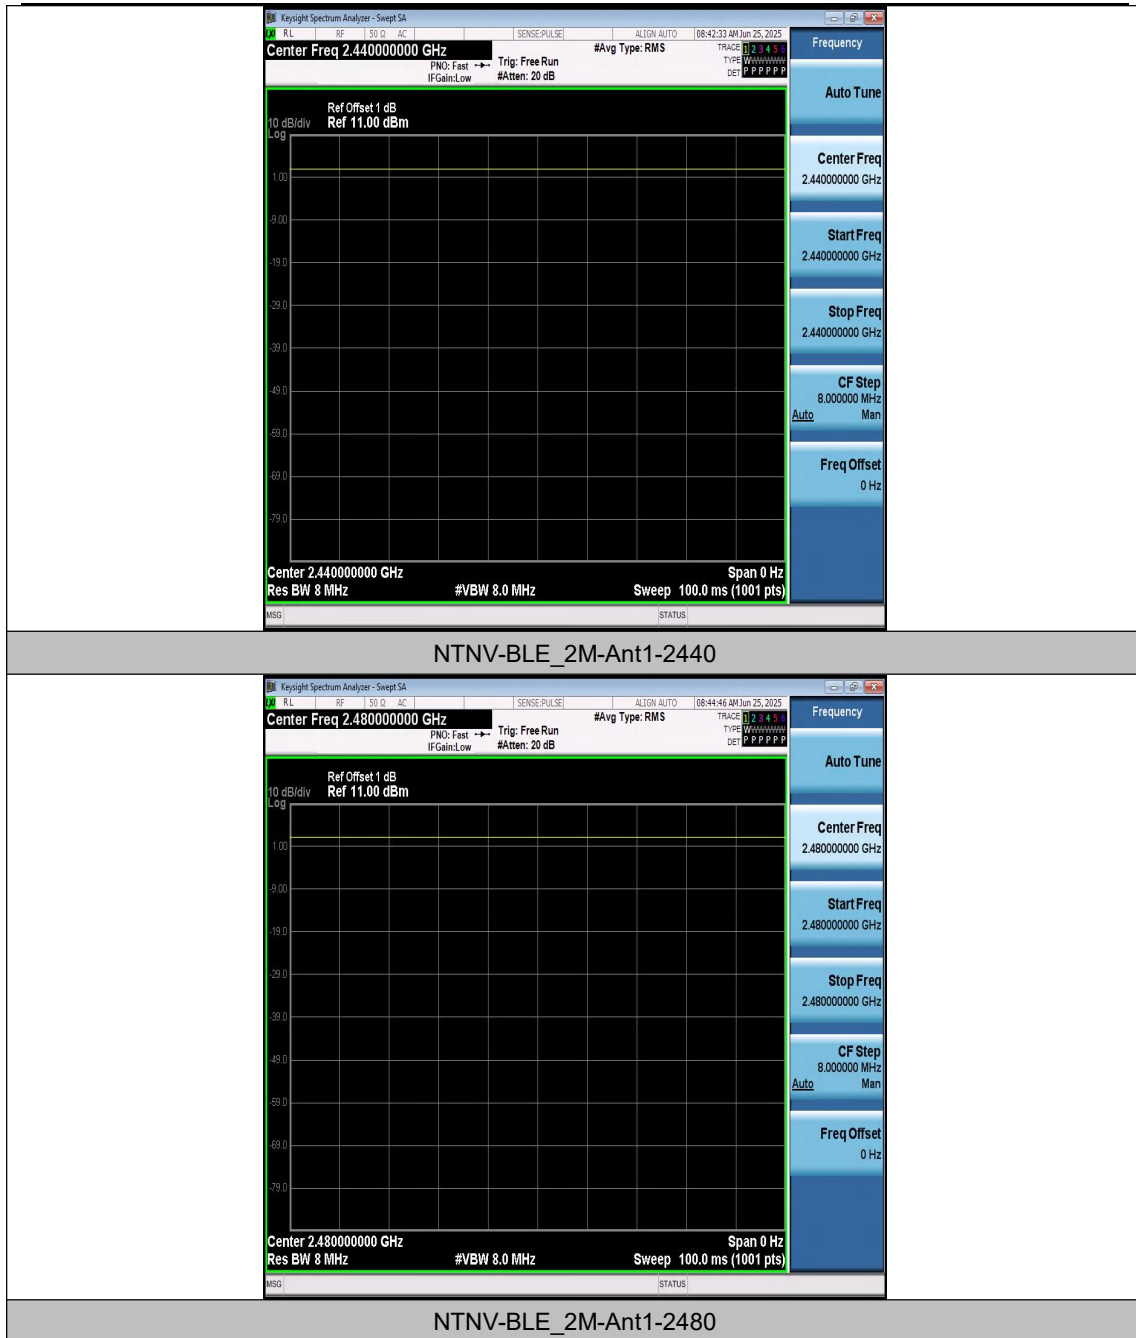 Keysight Spectrum Analyzer - Swept SA
RL RF 50 Ω AC SENSE:PULSE ALIGN AUTO 08:42:33 AM Jun 25, 2025
Center Freq 2.440000000 GHz #Avg Type: RMS TRACE 1 2 3 4 5 6
PNO: Fast Trig: Free Run TYPE W
IFGain:Low #Atten: 20 dB DET P P P P P P
Ref Offset 1 dB
10 dB/div Ref 11.00 dBm
Log
1.00
-9.00
-19.0
-29.0
-39.0
-49.0
-59.0
-69.0
-79.0
Center 2.440000000 GHz Span 0 Hz
Res BW 8 MHz #VBW 8.0 MHz Sweep 100.0 ms (1001 pts)
MSG STATUS
Frequency
Auto Tune
Center Freq
2.440000000 GHz
Start Freq
2.440000000 GHz
Stop Freq
2.440000000 GHz
CF Step
8.000000 MHz
Auto Man
Freq Offset
0 Hz
NTNV-BLE_2M-Ant1-2440
Keysight Spectrum Analyzer - Swept SA
RL RF 50 Ω AC SENSE:PULSE ALIGN AUTO 08:44:46 AM Jun 25, 2025
Center Freq 2.480000000 GHz #Avg Type: RMS TRACE 1 2 3 4 5 6
PNO: Fast Trig: Free Run TYPE W
IFGain:Low #Atten: 20 dB DET P P P P P P
Ref Offset 1 dB
10 dB/div Ref 11.00 dBm
Log
1.00
-9.00
-19.0
-29.0
-39.0
-49.0
-59.0
-69.0
-79.0
Center 2.480000000 GHz Span 0 Hz
Res BW 8 MHz #VBW 8.0 MHz Sweep 100.0 ms (1001 pts)
MSG STATUS
Frequency
Auto Tune
Center Freq
2.480000000 GHz
Start Freq
2.480000000 GHz
Stop Freq
2.480000000 GHz
CF Step
8.000000 MHz
Auto Man
Freq Offset
0 Hz
NTNV-BLE_2M-Ant1-2480